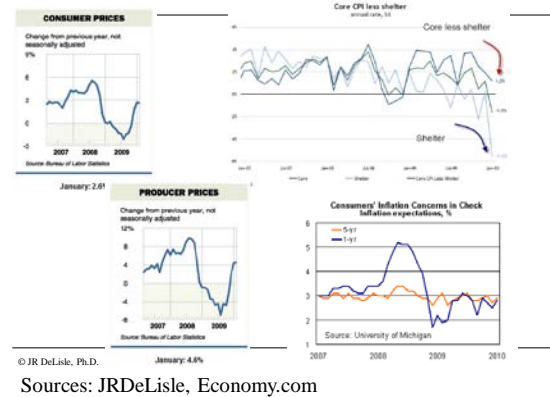 CONSUMER PRICES
Change from previous year, not
seasonally adjusted
9%
6
3
0
-3
2007 2008 2009
Source: Bureau of Labor Statistics
January: 2.6%
Core CPI less shelter
annual rate, %
Core less shelter
Shelter
PRODUCER PRICES
Change from previous year, not
seasonally adjusted
12%
8
4
0
-4
-8
2007 2008 2009
Source: Bureau of Labor Statistics
January: 4.6%
Consumers' Inflation Concerns in Check
Inflation expectations, %
6
5
4
3
2
1
5-yr
1-yr
Source: University of Michigan
2007 2008 2009 2010
© JR DeLisle, Ph.D.
Sources: JRDeLisle, Economy.com